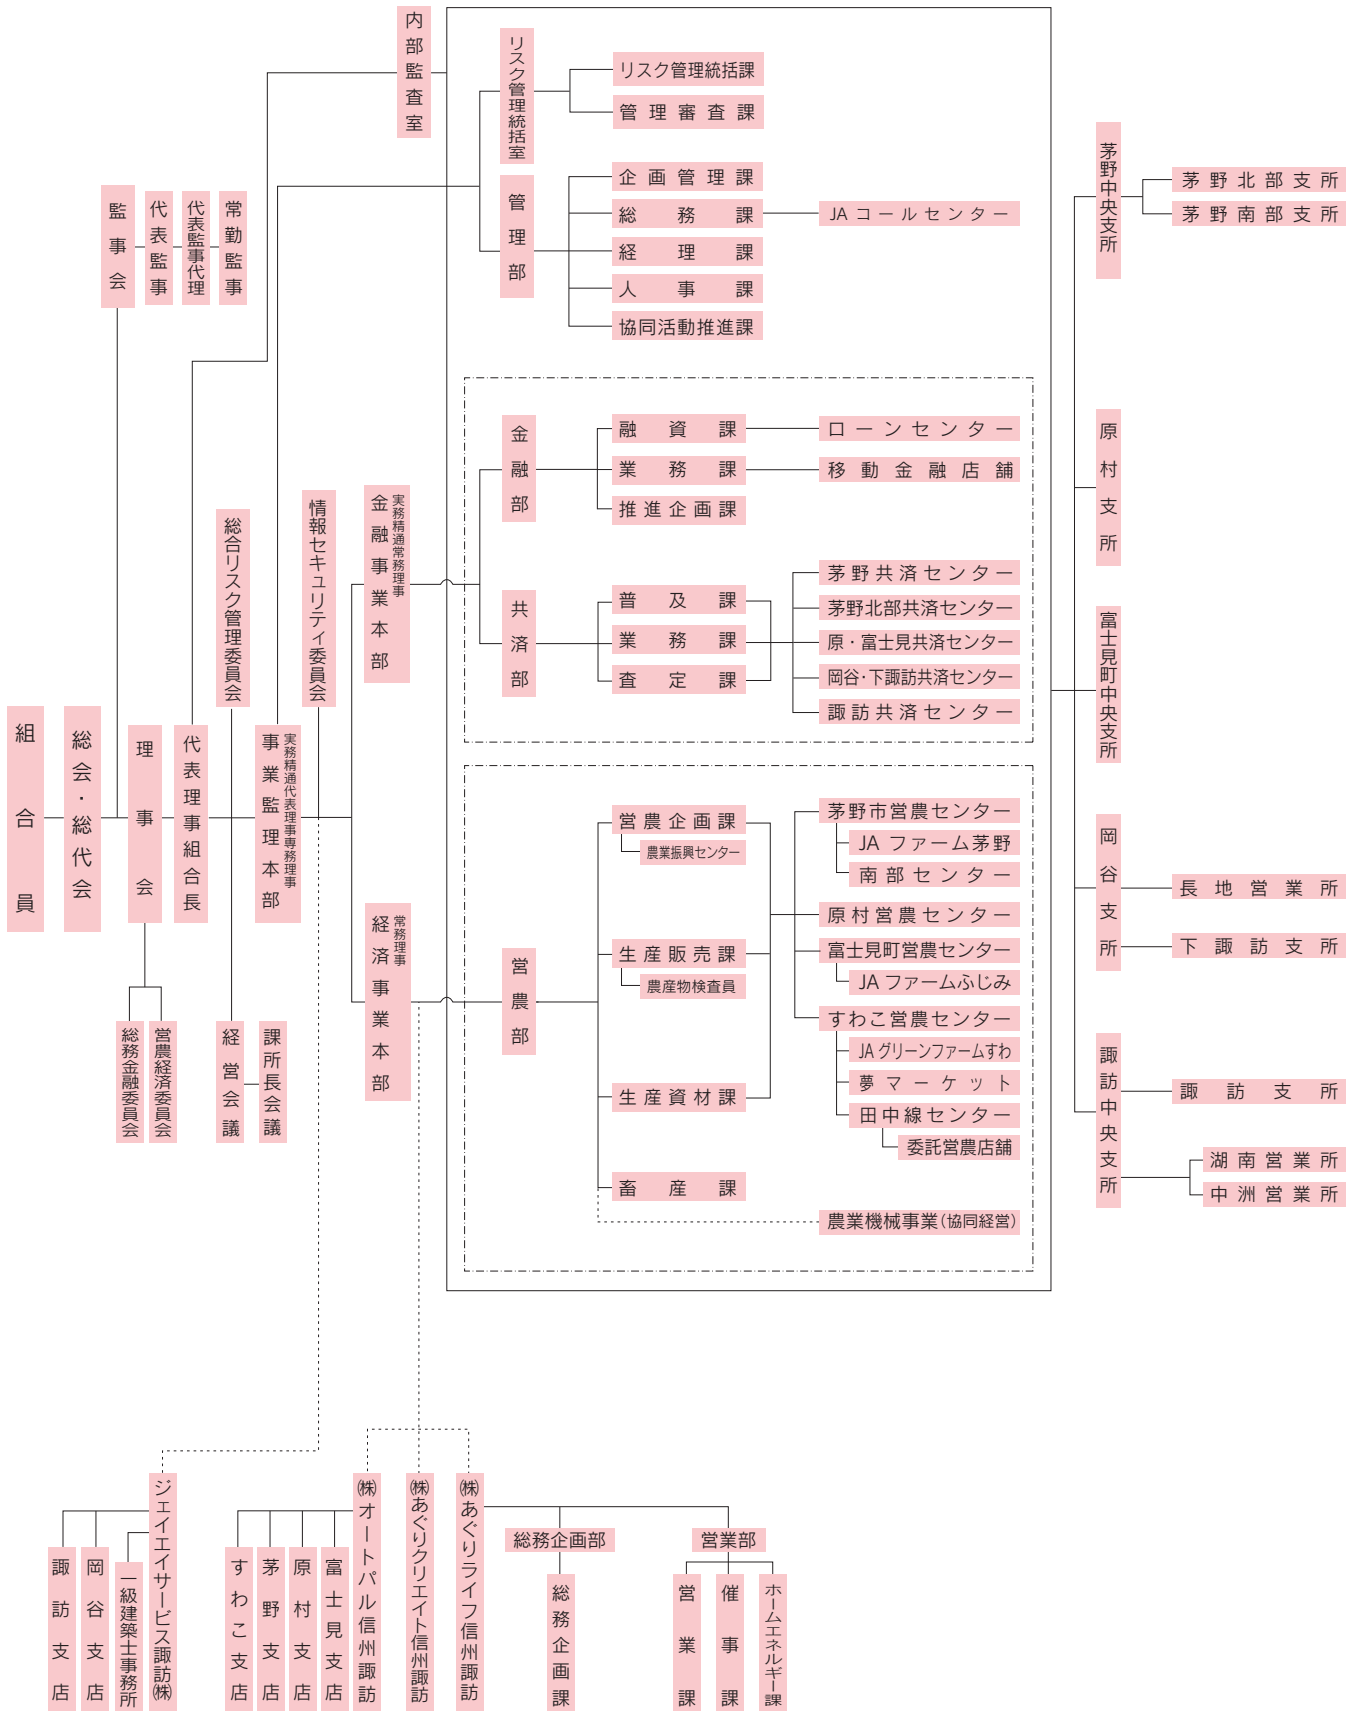 組合員
総会・総代会
監事会
代表監事
代表監事代理
常勤監事
理事会
総務金融委員会
営農経済委員会
代表理事組合長
内部監査室
総合リスク管理委員会
経営会議
課所長会議
実務精通代表理事専務理事
事業監理本部
情報セキュリティ委員会
リスク管理統括室
リスク管理統括課
管理審査課
管理部
企画管理課
総務課
JAコールセンター
経理課
人事課
協同活動推進課
実務精通常務理事
金融事業本部
金融部
融資課
ローンセンター
業務課
移動金融店舗
推進企画課
共済部
普及課
業務課
査定課
茅野共済センター
茅野北部共済センター
原・富士見共済センター
岡谷・下諏訪共済センター
諏訪共済センター
常務理事
経済事業本部
営農部
営農企画課
農業振興センター
生産販売課
農産物検査員
生産資材課
畜産課
茅野市営農センター
JAファーム茅野
南部センター
原村営農センター
富士見町営農センター
JAファームふじみ
すわこ営農センター
JAグリーンファームすわ
夢マーケット
田中線センター
委託営農店舗
農業機械事業(協同経営)
茅野中央支所
茅野北部支所
茅野南部支所
原村支所
富士見町中央支所
岡谷支所
長地営業所
下諏訪支所
諏訪中央支所
諏訪支所
湖南営業所
中洲営業所
ジェイエイサービス諏訪㈱
諏訪支店
岡谷支店
一級建築士事務所
㈱オートパル信州諏訪
すわこ支店
茅野支店
原村支店
富士見支店
㈱あぐりクリエイト信州諏訪
㈱あぐりライフ信州諏訪
総務企画部
総務企画課
営業部
営業課
催事課
ホームエネルギー課